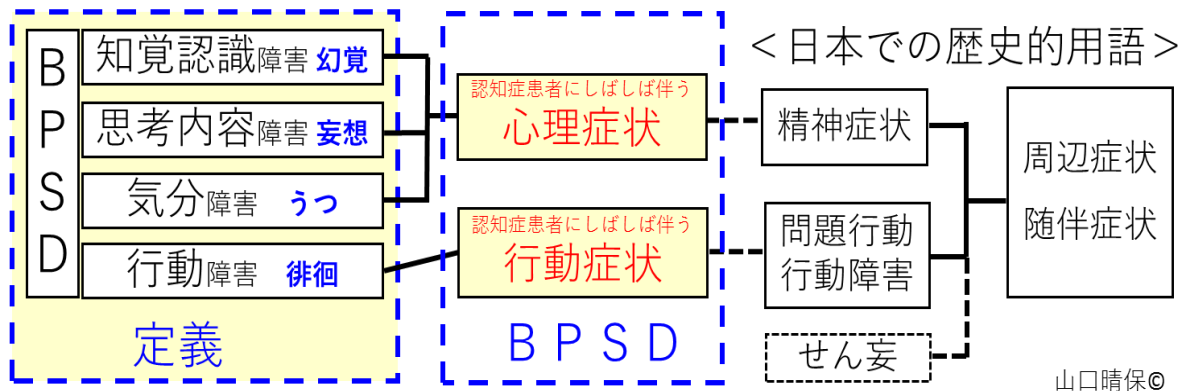 BPSD
知覚認識障害 幻覚
思考内容障害 妄想
気分障害 うつ
行動障害 徘徊
定義
認知症患者にしばしば伴う
心理症状
認知症患者にしばしば伴う
行動症状
ＢＰＳＤ
＜日本での歴史的用語＞
精神症状
問題行動
行動障害
せん妄
周辺症状
随伴症状
山口晴保©